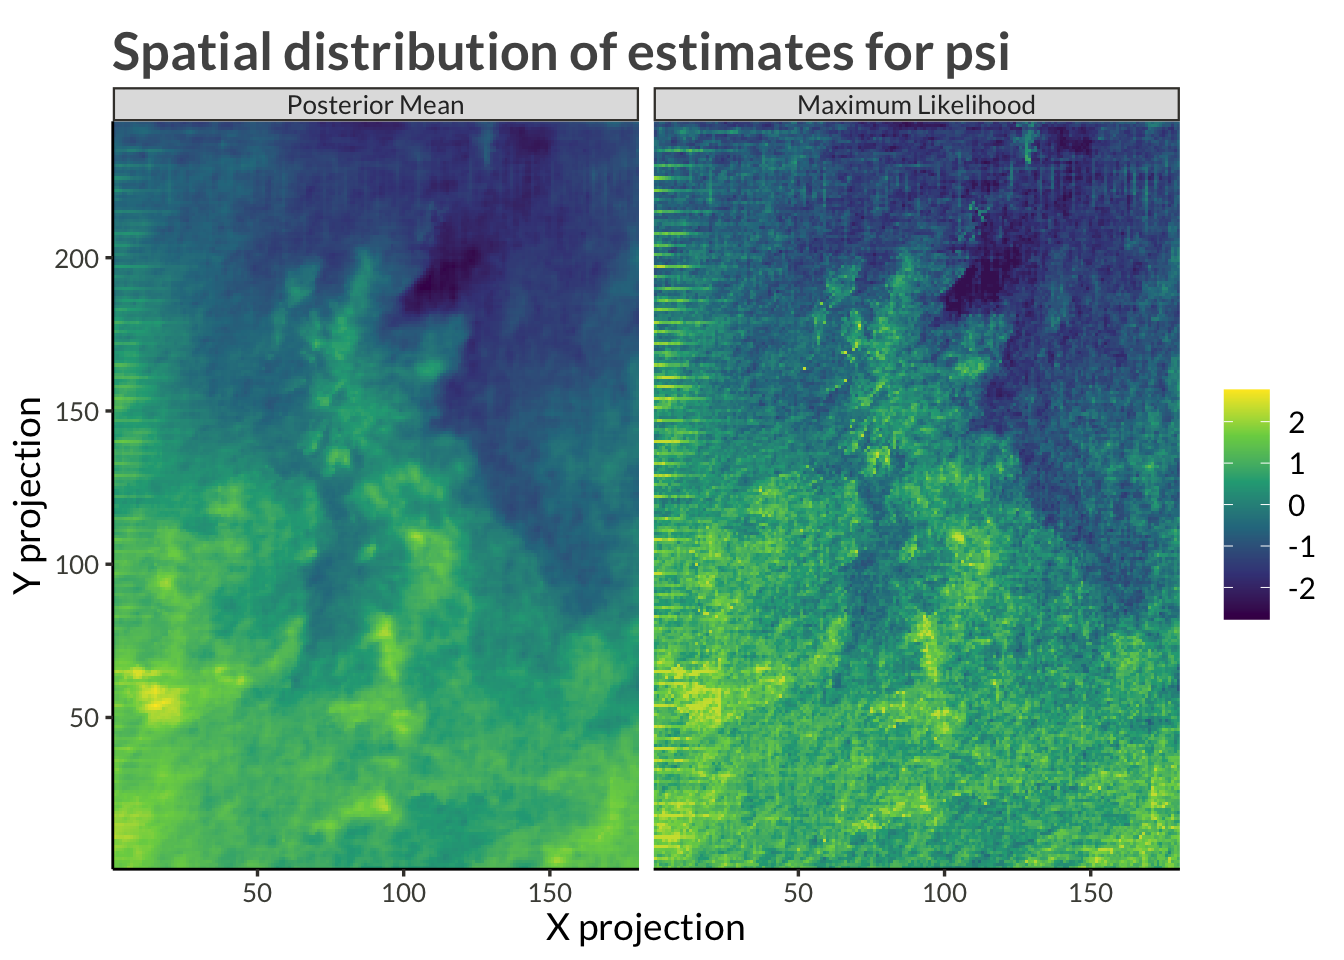 Spatial distribution of estimates for psi
Posterior Mean
Maximum Likelihood
Y projection
200
150
100
50
50 100 150
50 100 150
X projection
2
1
0
-1
-2